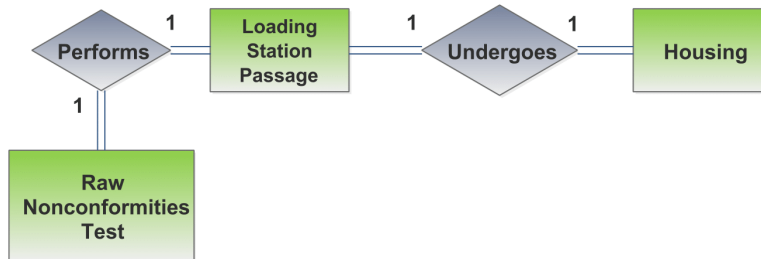 1
1
1
Performs
Loading
Station
Passage
Undergoes
Housing
1
Raw
Nonconformities
Test